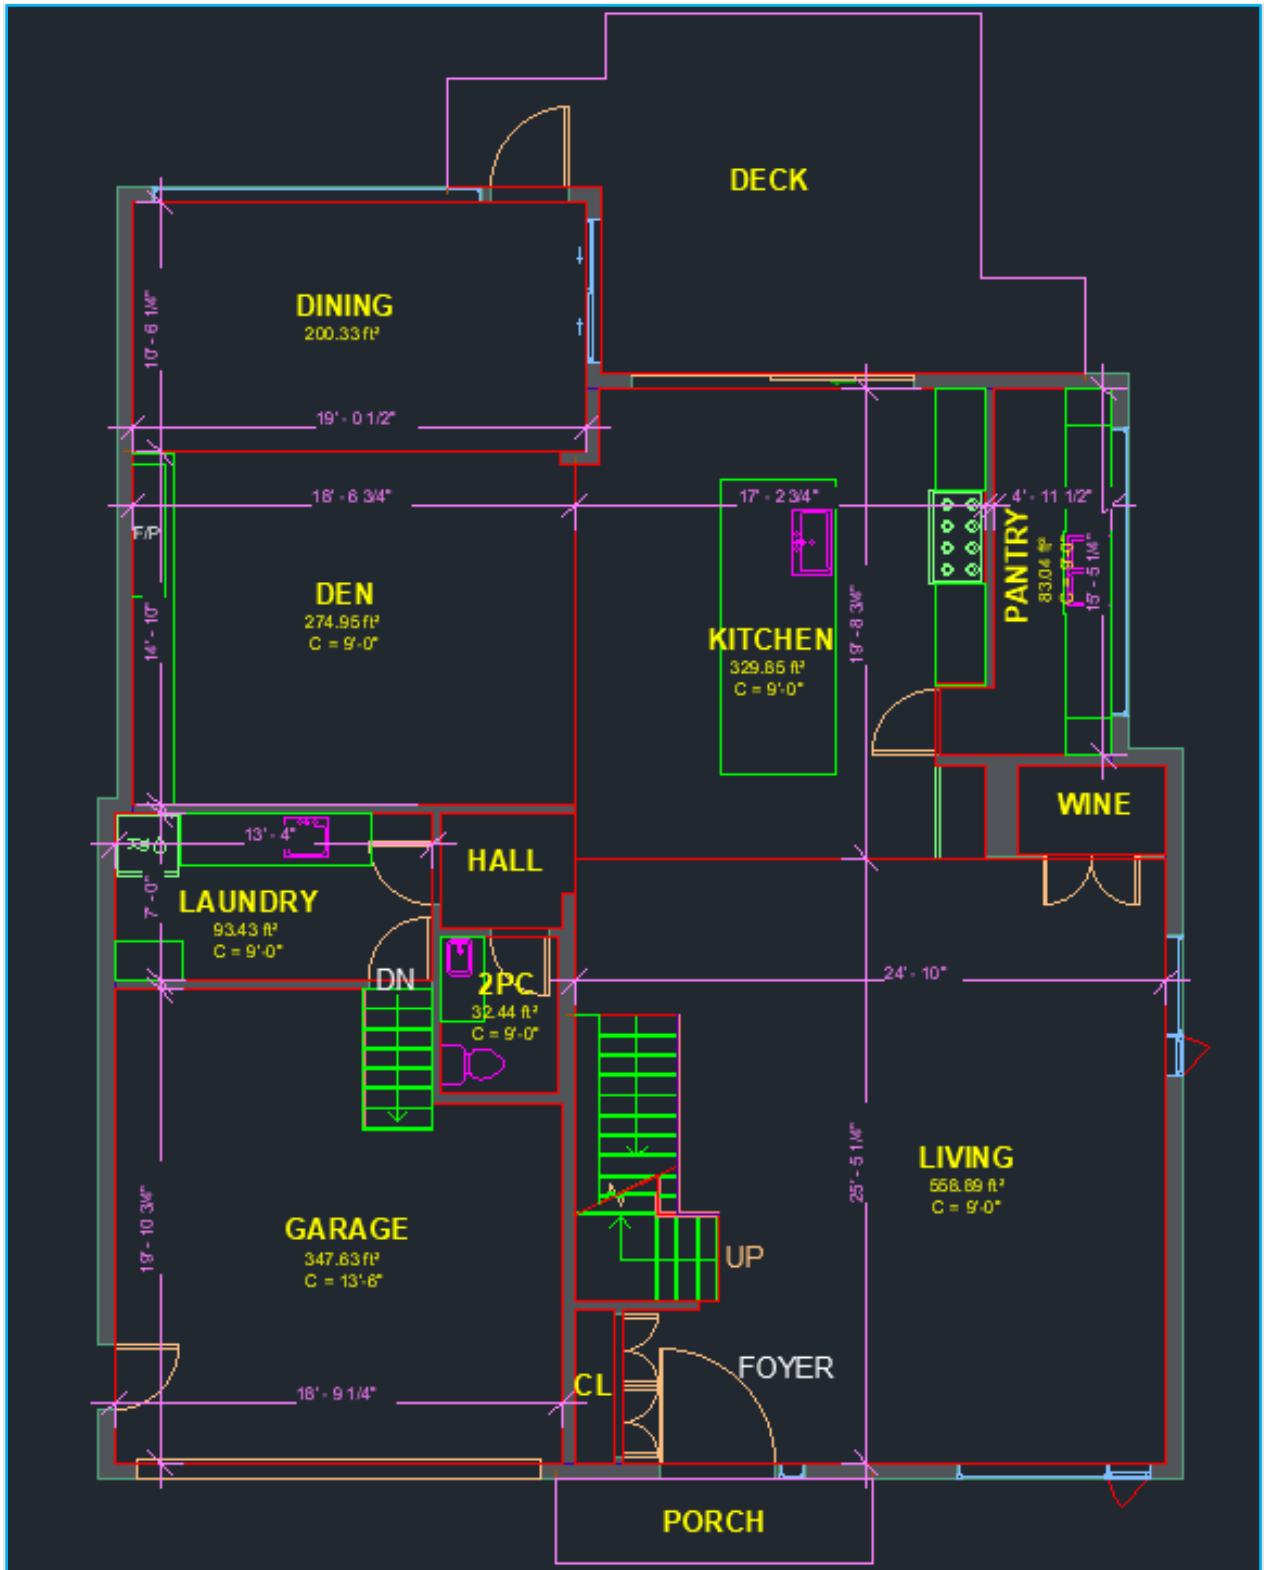 DECK
DINING
200.33 ft²
10' - 6 1/4"
19' - 0 1/2"
18' - 6 3/4"
17' - 2 3/4"
4' - 11 1/2"
F/P
DEN
274.95 ft²
C = 9'-0"
14' - 10"
KITCHEN
329.85 ft²
C = 9'-0"
19' - 8 3/4"
PANTRY
83.04 ft²
C = 9'-0"
15' - 5 1/4"
WINE
13' - 4"
HALL
LAUNDRY
93.43 ft²
C = 9'-0"
7' - 0"
DN
2PC
32.44 ft²
C = 9'-0"
24' - 10"
LIVING
558.89 ft²
C = 9'-0"
25' - 5 1/4"
GARAGE
347.63 ft²
C = 13'-6"
19' - 10 3/4"
UP
FOYER
CL
18' - 9 1/4"
PORCH